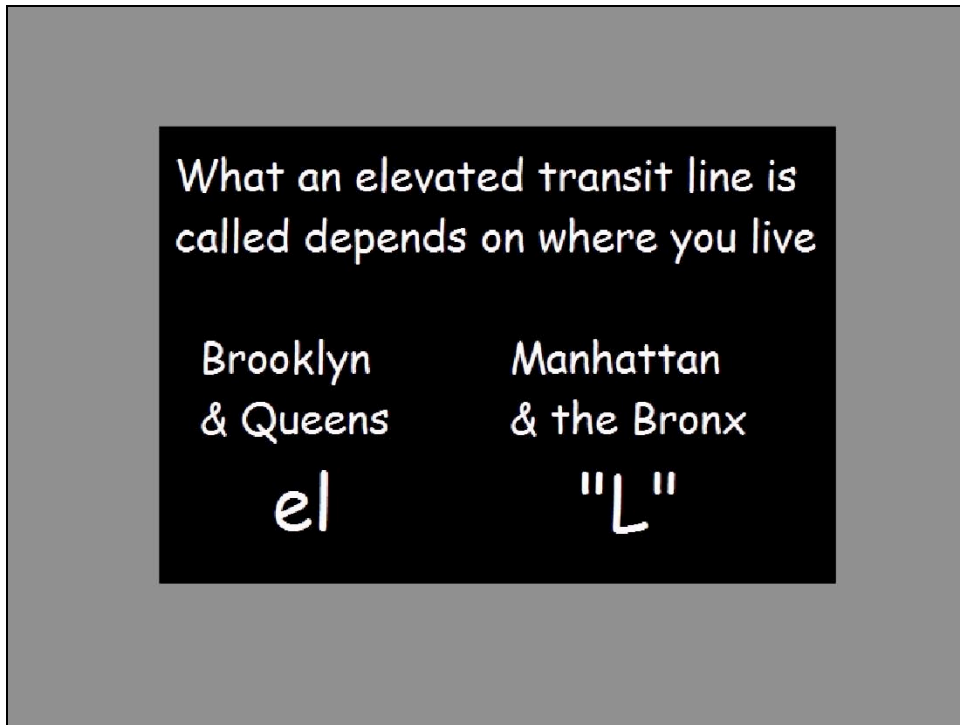 What an elevated transit line is
called depends on where you live
Brooklyn
& Queens
el
Manhattan
& the Bronx
"L"